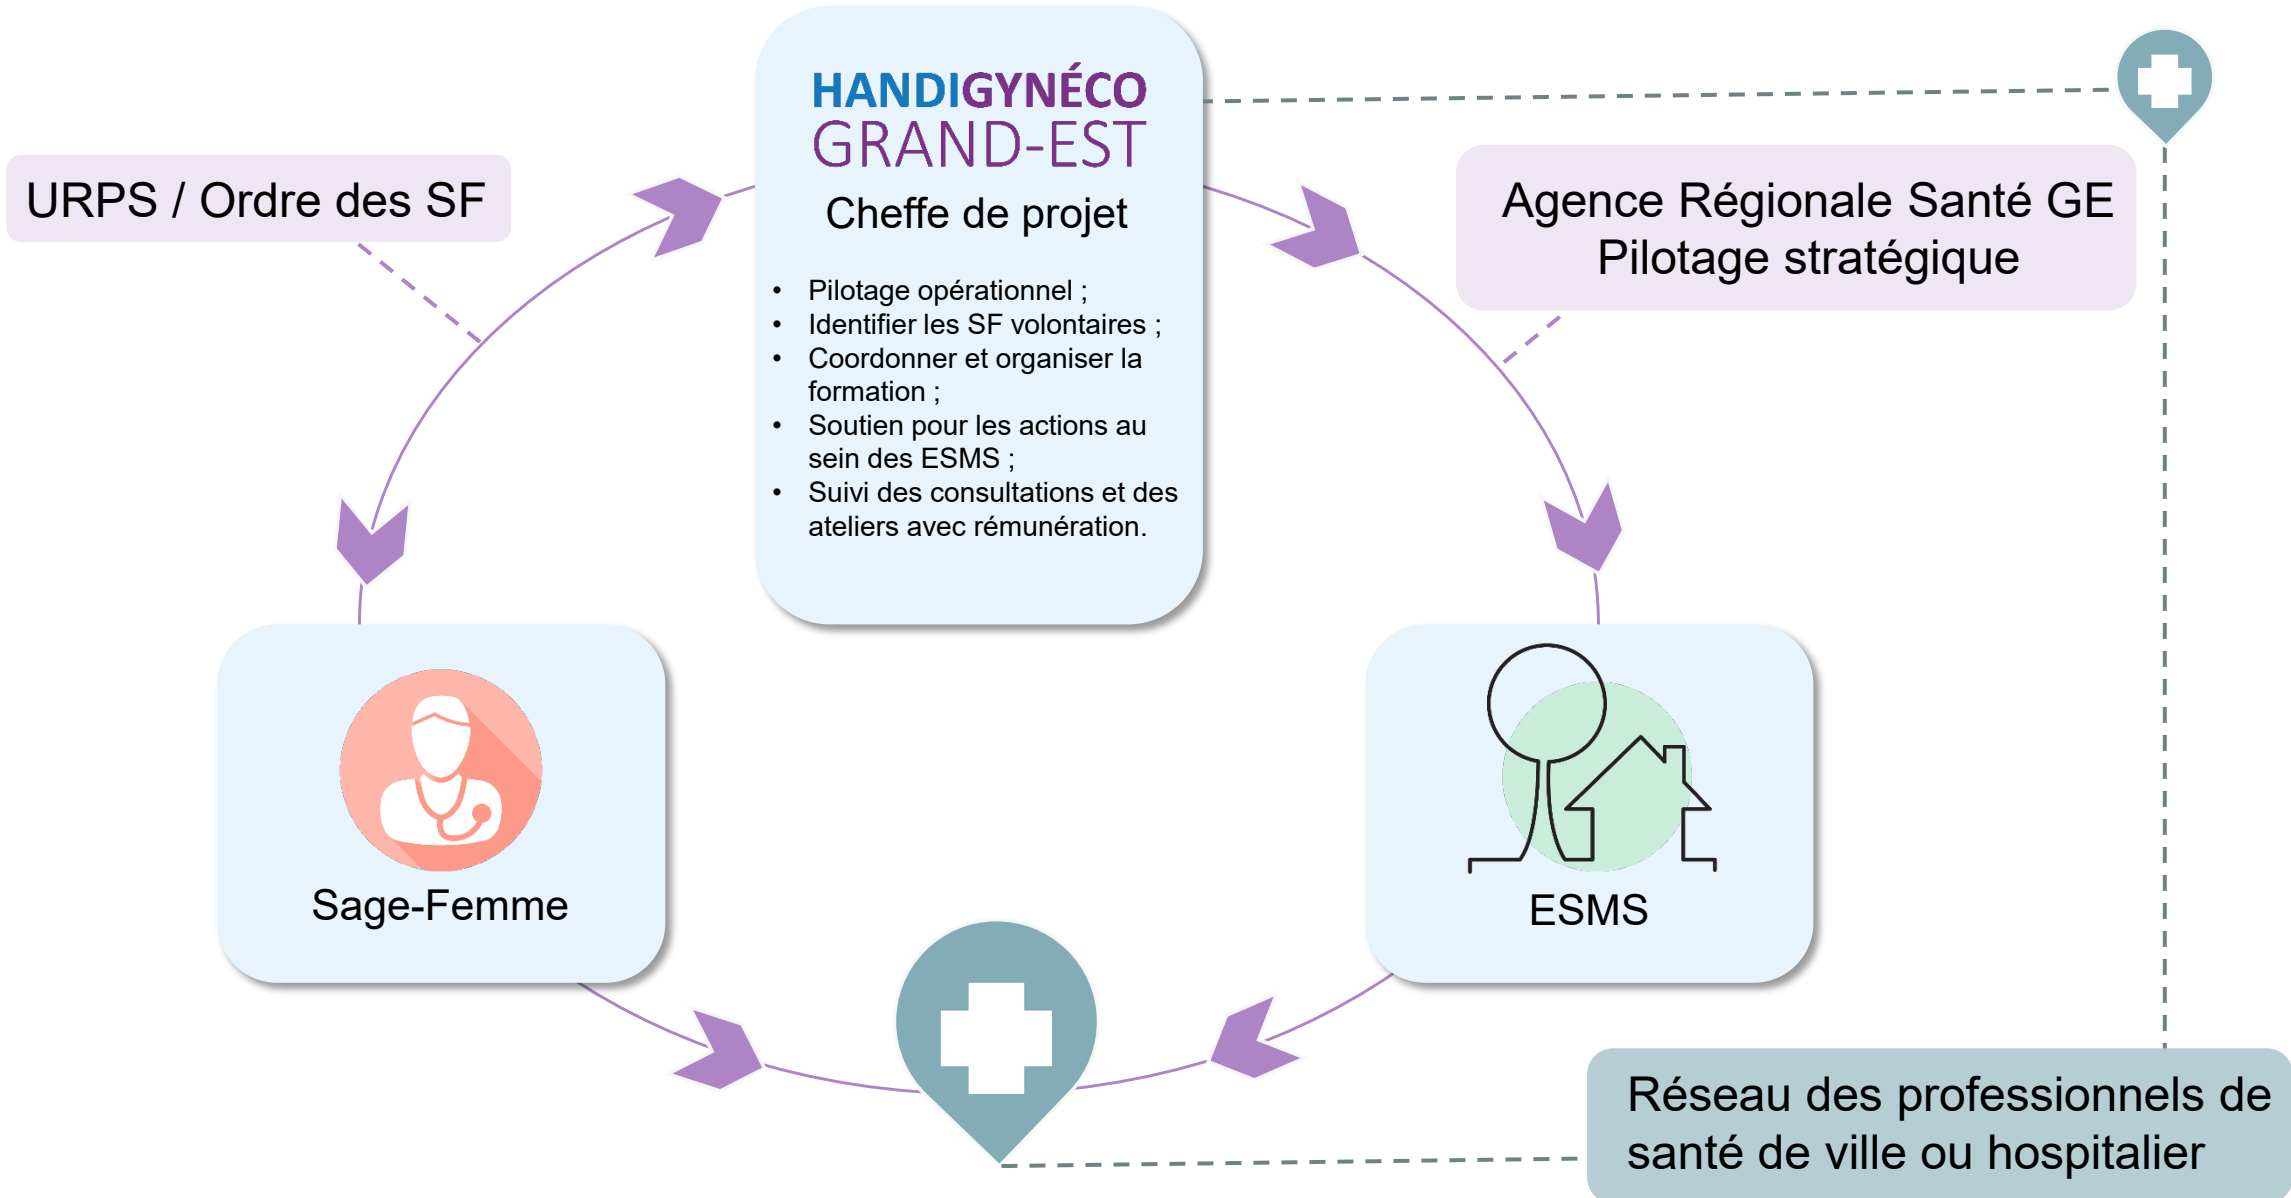 HANDIGYNÉCO
GRAND-EST
Cheffe de projet
• Pilotage opérationnel ;
• Identifier les SF volontaires ;
• Coordonner et organiser la
formation ;
• Soutien pour les actions au
sein des ESMS ;
• Suivi des consultations et des
ateliers avec rémunération.
URPS / Ordre des SF
Agence Régionale Santé GE
Pilotage stratégique
Sage-Femme
ESMS
Réseau des professionnels de
santé de ville ou hospitalier